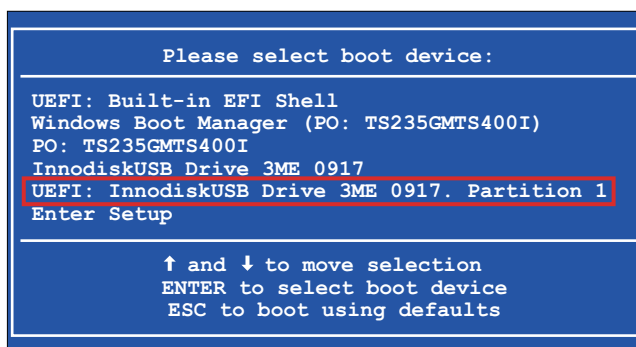 Please select boot device:
UEFI: Built-in EFI Shell
Windows Boot Manager (PO: TS235GMTS400I)
PO: TS235GMTS400I
InnodiskUSB Drive 3ME 0917
UEFI: InnodiskUSB Drive 3ME 0917. Partition 1
Enter Setup
↑ and ↓ to move selection
ENTER to select boot device
ESC to boot using defaults